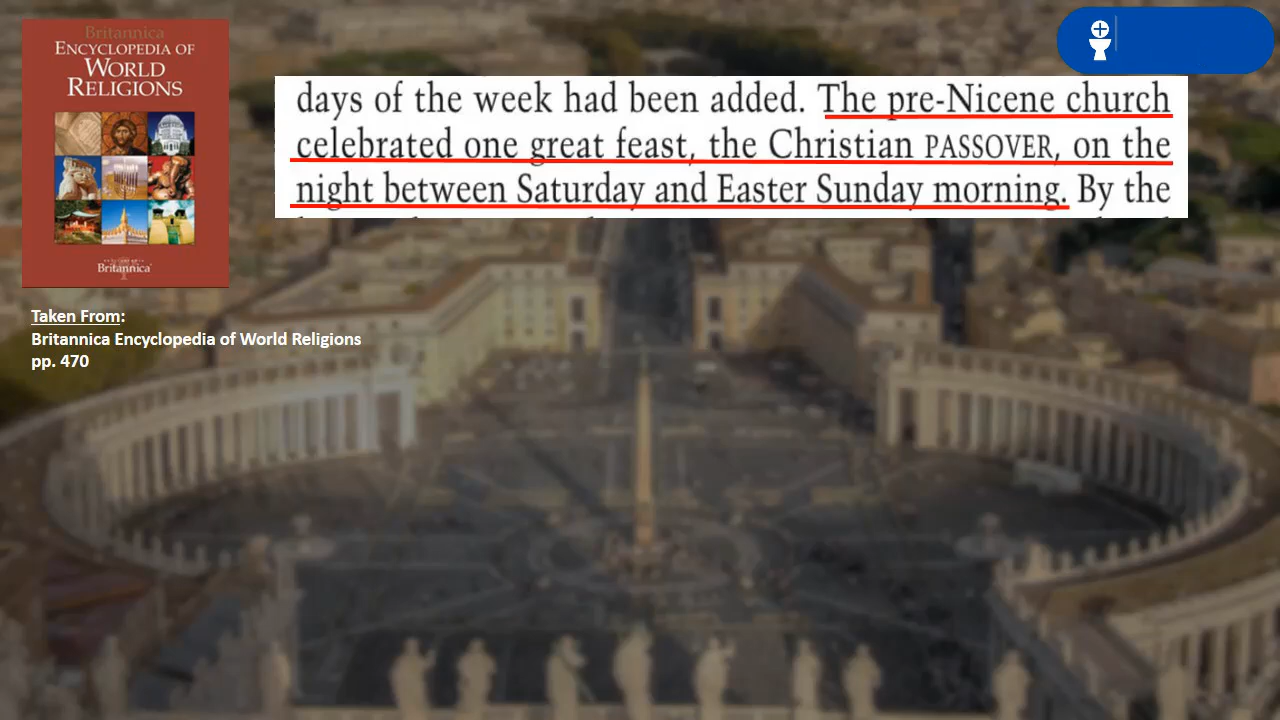 Britannica
ENCYCLOPEDIA OF
WORLD
RELIGIONS
Britannica
Taken From:
Britannica Encyclopedia of World Religions
pp. 470
days of the week had been added. The pre-Nicene church
celebrated one great feast, the Christian PASSOVER, on the
night between Saturday and Easter Sunday morning. By the